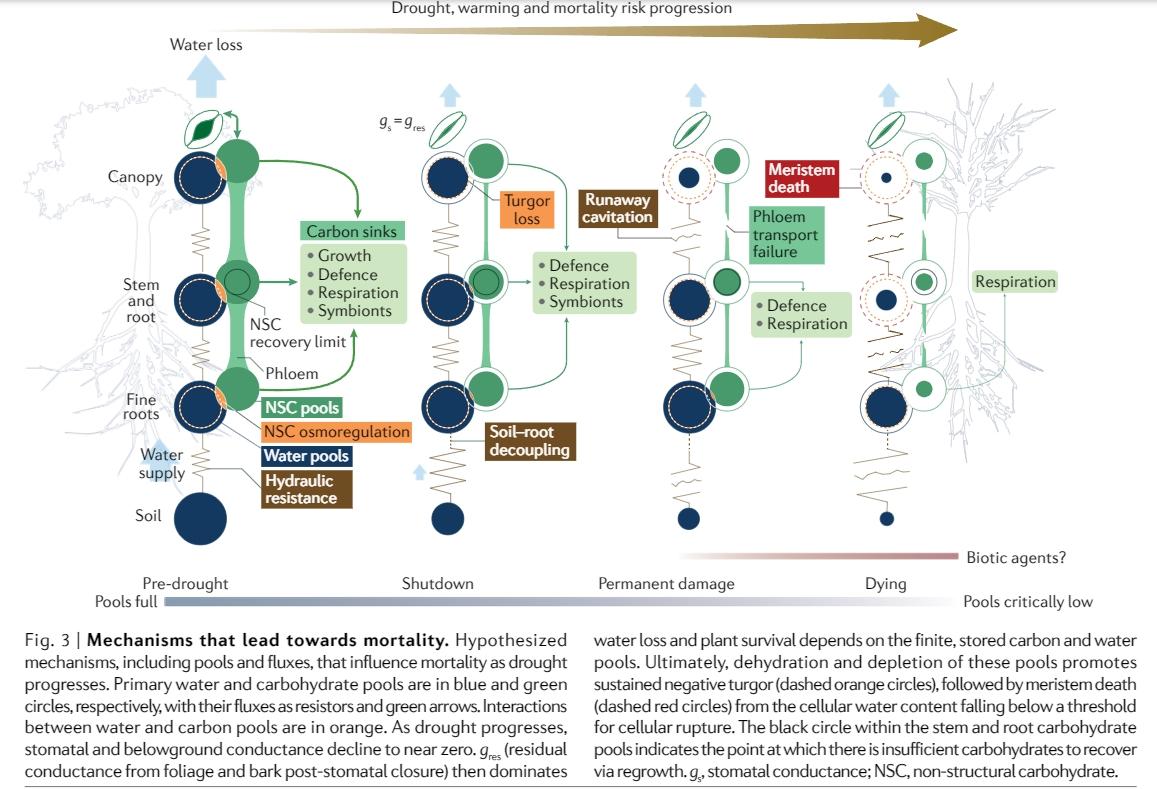 Drought, warming and mortality risk progression
Water loss
gs = gres
Canopy
Turgor
loss
Runaway
cavitation
Meristem
death
Phloem
transport
failure
Carbon sinks
• Growth
• Defence
• Respiration
• Symbionts
• Defence
• Respiration
• Symbionts
• Defence
• Respiration
Respiration
Stem
and
root
NSC
recovery limit
Phloem
Fine
roots
NSC pools
NSC osmoregulation
Water pools
Hydraulic
resistance
Soil–root
decoupling
Water
supply
Soil
Biotic agents?
Pre-drought
Shutdown
Permanent damage
Dying
Pools full
Pools critically low
Fig. 3 | Mechanisms that lead towards mortality. Hypothesized
mechanisms, including pools and fluxes, that influence mortality as drought
progresses. Primary water and carbohydrate pools are in blue and green
circles, respectively, with their fluxes as resistors and green arrows. Interactions
between water and carbon pools are in orange. As drought progresses,
stomatal and belowground conductance decline to near zero. gres (residual
conductance from foliage and bark post-stomatal closure) then dominates
water loss and plant survival depends on the finite, stored carbon and water
pools. Ultimately, dehydration and depletion of these pools promotes
sustained negative turgor (dashed orange circles), followed by meristem death
(dashed red circles) from the cellular water content falling below a threshold
for cellular rupture. The black circle within the stem and root carbohydrate
pools indicates the point at which there is insufficient carbohydrates to recover
via regrowth. gs, stomatal conductance; NSC, non-structural carbohydrate.